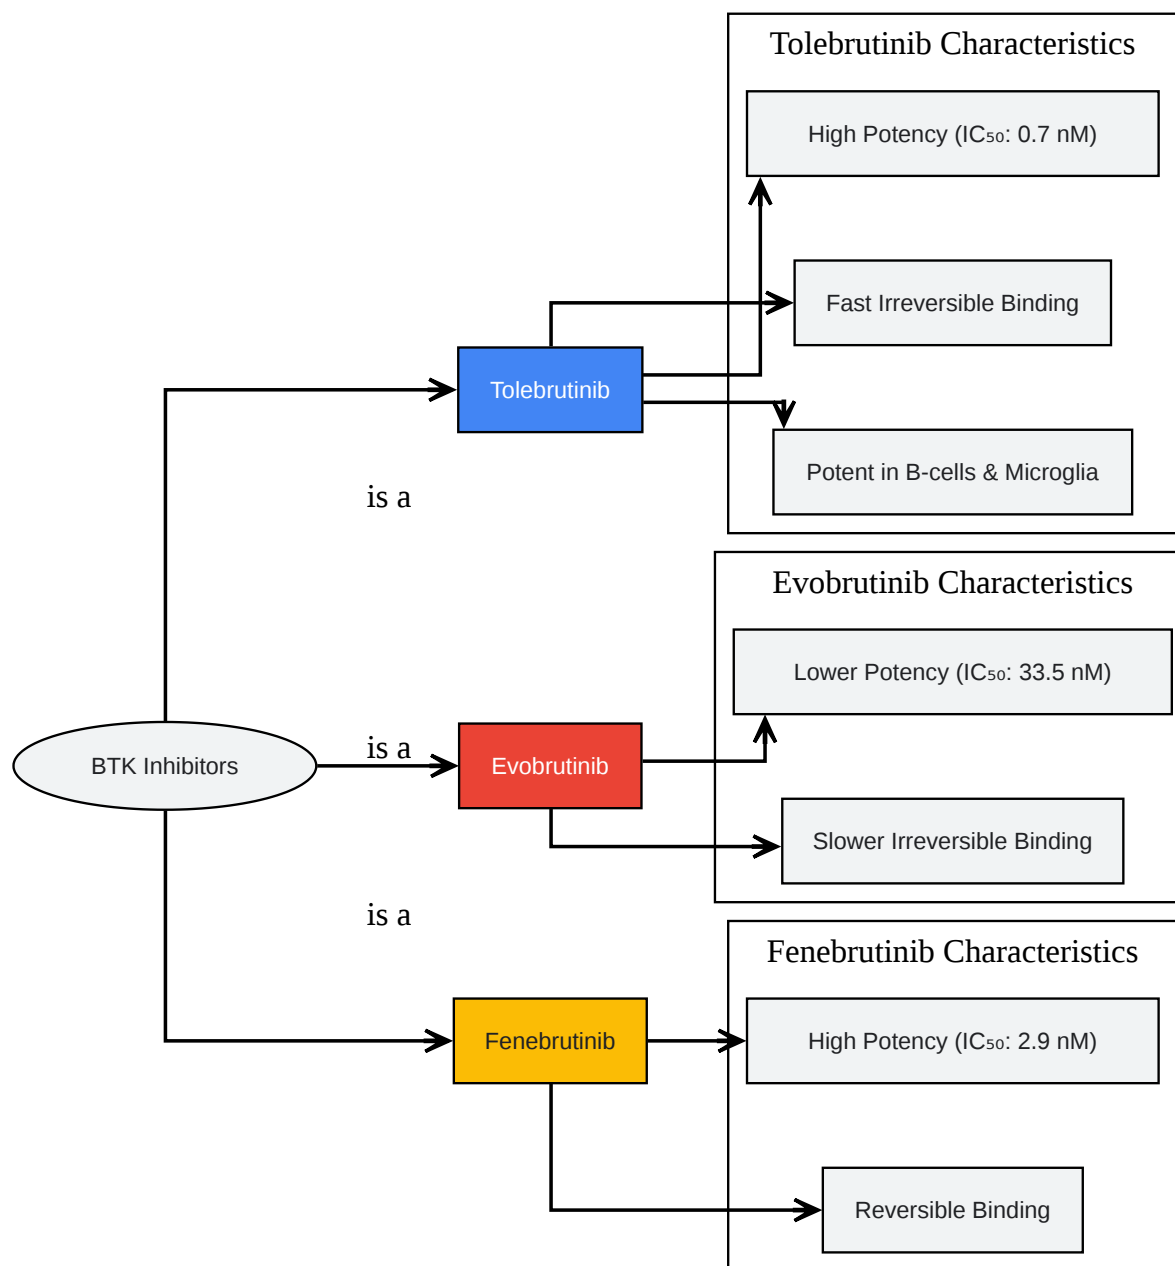 Tolebrutinib Characteristics
High Potency (IC₅₀: 0.7 nM)
Fast Irreversible Binding
Tolebrutinib
Potent in B-cells & Microglia
is a
Evobrutinib Characteristics
Lower Potency (IC₅₀: 33.5 nM)
is a
BTK Inhibitors
Evobrutinib
Slower Irreversible Binding
is a
Fenebrutinib Characteristics
Fenebrutinib
High Potency (IC₅₀: 2.9 nM)
Reversible Binding